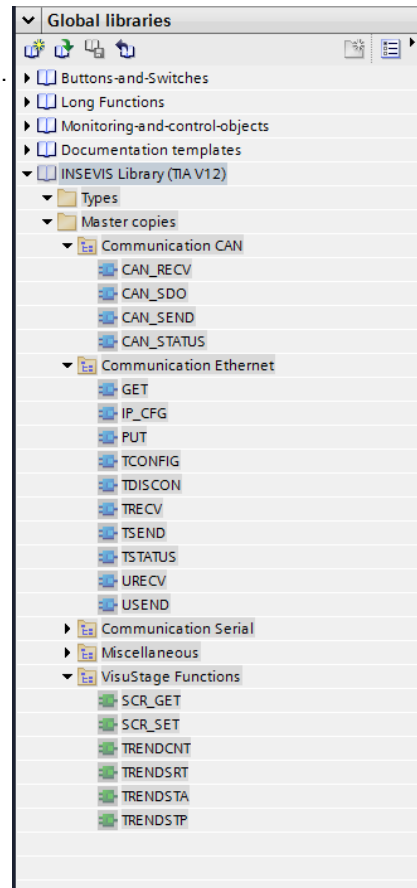 Global libraries
Buttons-and-Switches
Long Functions
Monitoring-and-control-objects
Documentation templates
INSEVIS Library (TIA V12)
Types
Master copies
Communication CAN
CAN_RECV
CAN_SDO
CAN_SEND
CAN_STATUS
Communication Ethernet
GET
IP_CFG
PUT
TCONFIG
TDISCON
TRECV
TSEND
TSTATUS
URECV
USEND
Communication Serial
Miscellaneous
VisuStage Functions
SCR_GET
SCR_SET
TRENDCNT
TRENDSRT
TRENDSTA
TRENDSTP